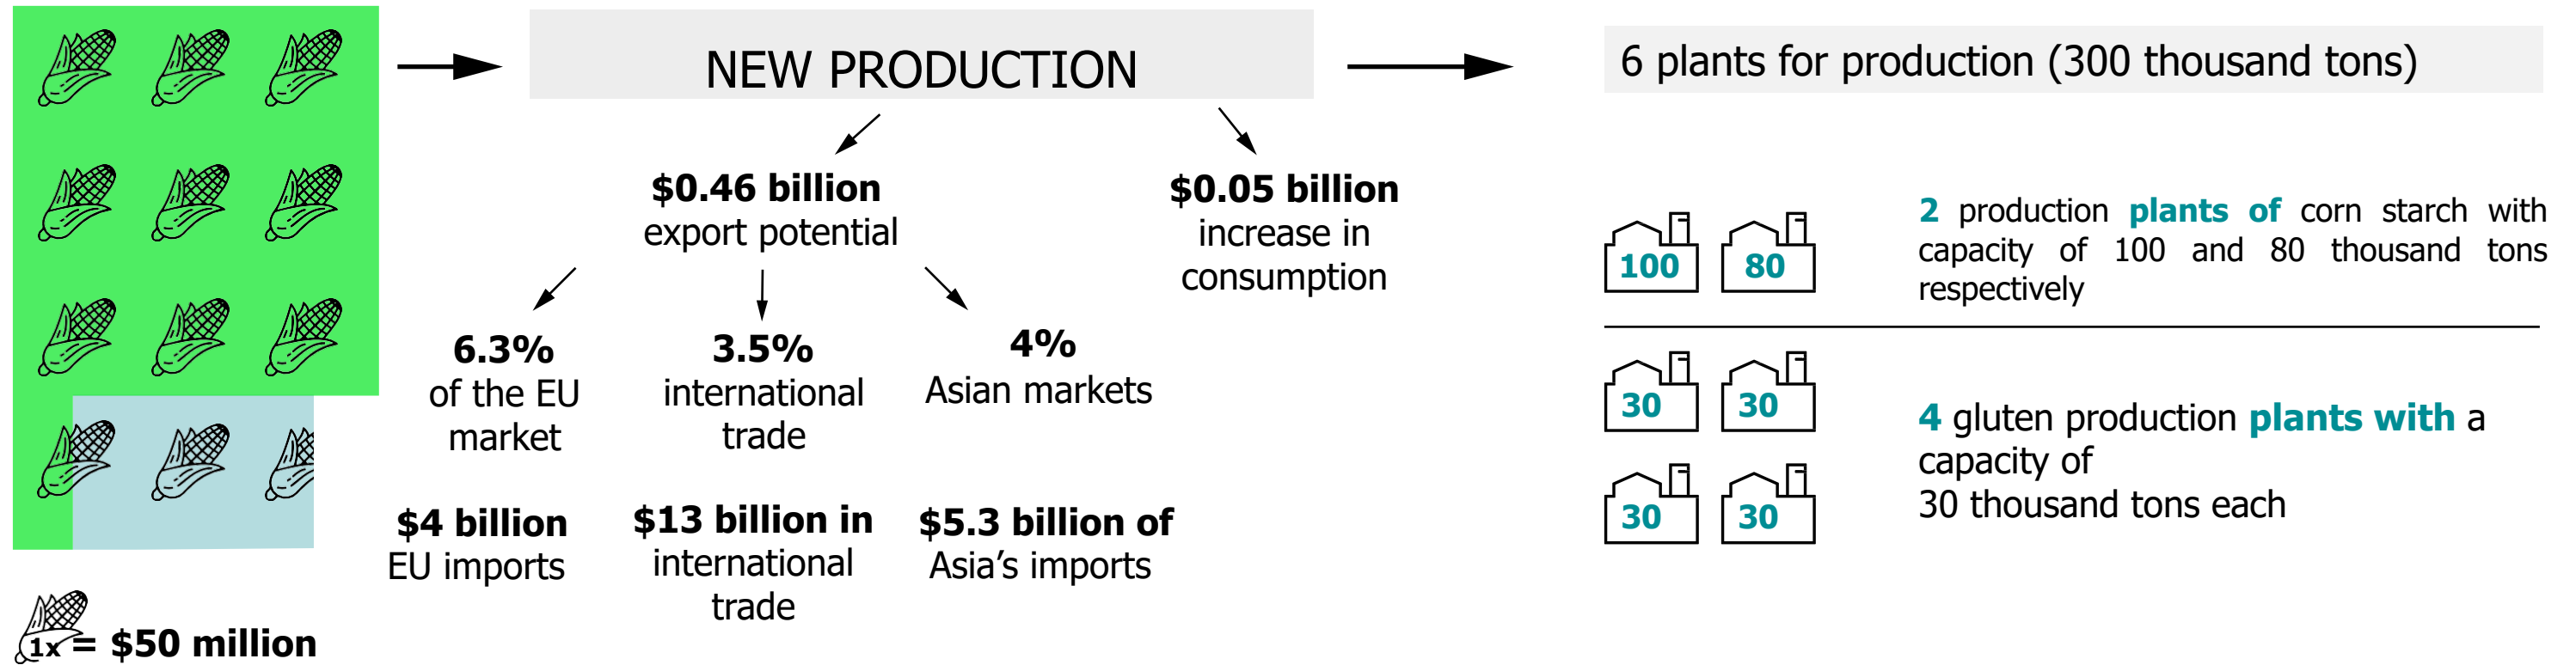 NEW PRODUCTION
6 plants for production (300 thousand tons)
$0.46 billion
export potential
$0.05 billion
increase in
consumption
6.3%
of the EU
market
3.5%
international
trade
4%
Asian markets
$4 billion
EU imports
$13 billion in
international
trade
$5.3 billion of
Asia’s imports
1x = $50 million
100
80
2 production plants of corn starch with
capacity of 100 and 80 thousand tons
respectively
30
30
30
30
4 gluten production plants with a
capacity of
30 thousand tons each